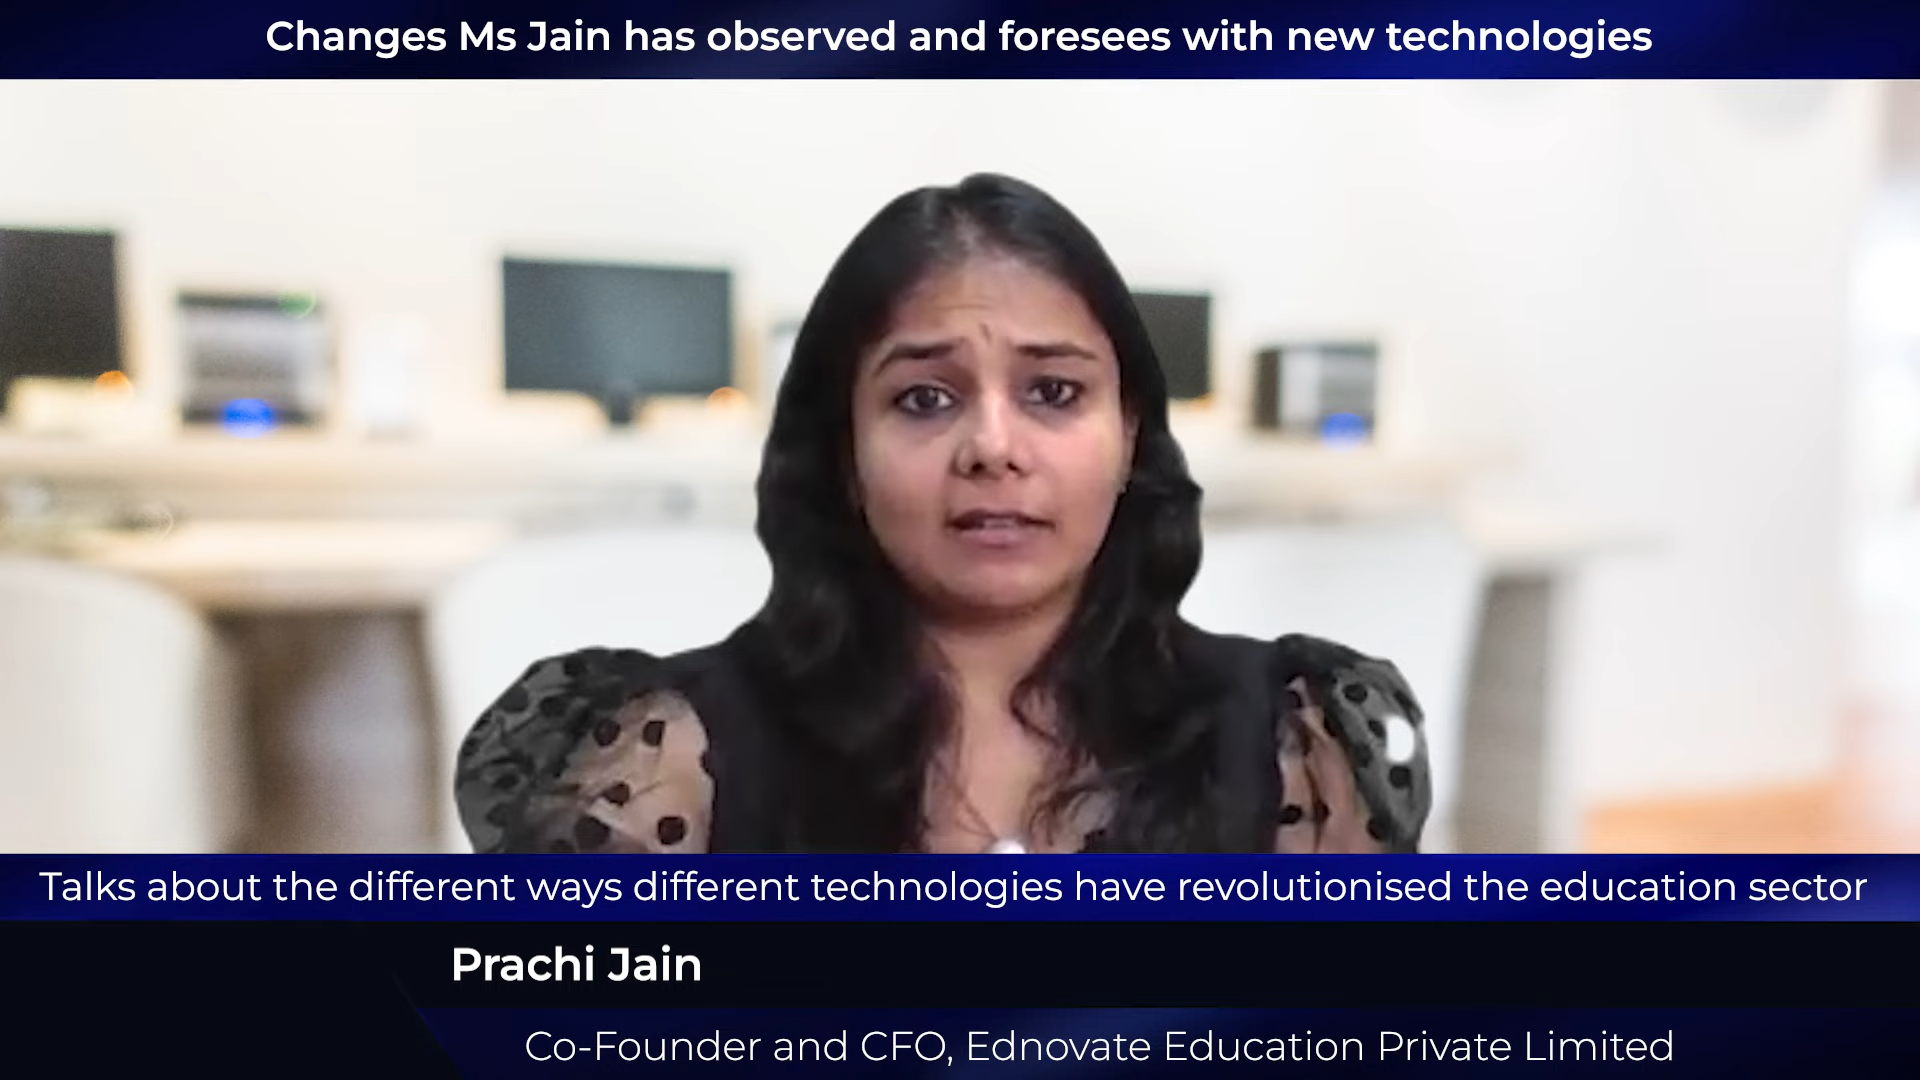 Changes Ms Jain has observed and foresees with new technologies
Talks about the different ways different technologies have revolutionised the education sector
Prachi Jain
Co-Founder and CFO, Ednovate Education Private Limited